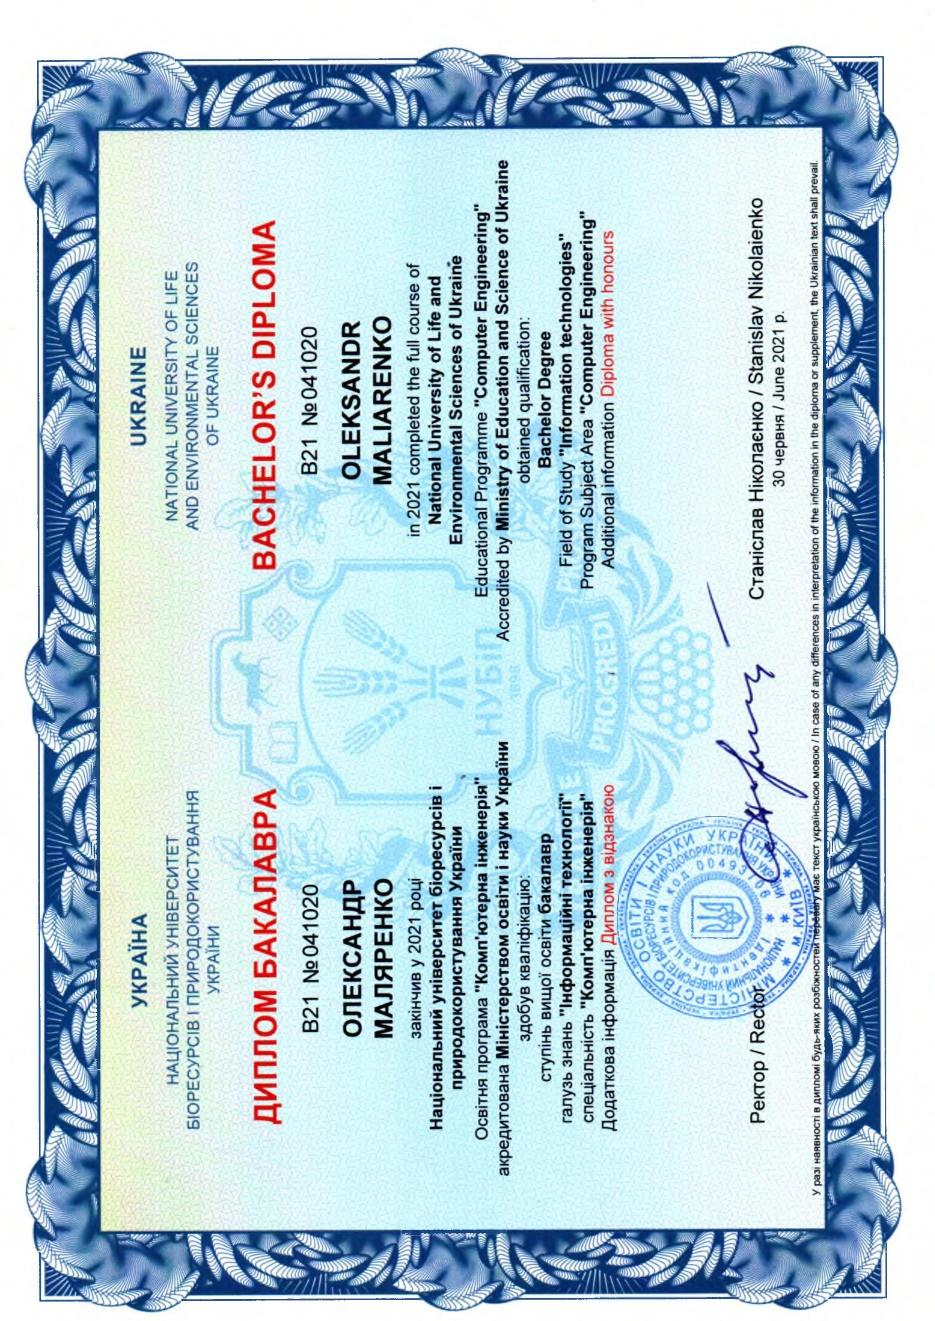 УКРАЇНА
НАЦІОНАЛЬНИЙ УНІВЕРСИТЕТ
БІОРЕСУРСІВ І ПРИРОДОКОРИСТУВАННЯ
УКРАЇНИ
ДИПЛОМ БАКАЛАВРА
В21 №041020
ОЛЕКСАНДР
МАЛЯРЕНКО
закінчив у 2021 році
Національний університет біоресурсів і
природокористування України
Освітня програма "Комп'ютерна інженерія"
акредитована Міністерством освіти і науки України
здобув кваліфікацію:
ступінь вищої освіти бакалавр
галузь знань "Інформаційні технології"
спеціальність "Комп'ютерна інженерія"
Додаткова інформація Диплом з відзнакою
UKRAINE
NATIONAL UNIVERSITY OF LIFE
AND ENVIRONMENTAL SCIENCES
OF UKRAINE
BACHELOR'S DIPLOMA
B21 №041020
OLEKSANDR
MALIARENKO
in 2021 completed the full course of
National University of Life and
Environmental Sciences of Ukraine
Educational Programme "Computer Engineering"
Accredited by Ministry of Education and Science of Ukraine
obtained qualification:
Bachelor Degree
Field of Study "Information technologies"
Program Subject Area "Computer Engineering"
Additional information Diploma with honours
НУБіП
1898
PROGREDI
Ректор / Rector
Станіслав Ніколаєнко / Stanislav Nikolaienko
30 червня / June 2021 р.
МІНІСТЕРСТВО ОСВІТИ І НАУКИ УКРАЇНИ * М. КИЇВ *
У разі наявності в дипломі будь-яких розбіжностей перевагу має текст українською мовою / In case of any differences in interpretation of the information in the diploma or supplement, the Ukrainian text shall prevail.